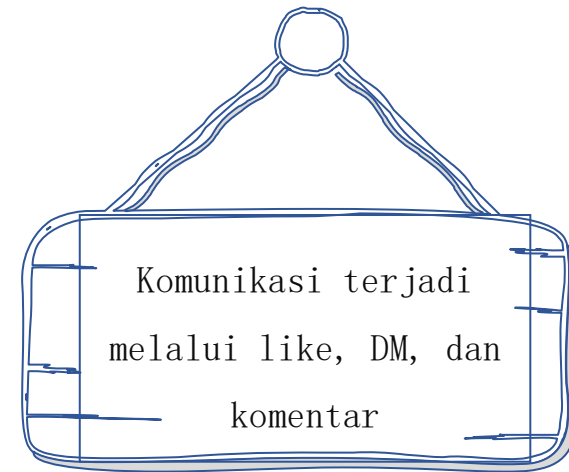 Komunikasi terjadi
melalui like, DM, dan
komentar